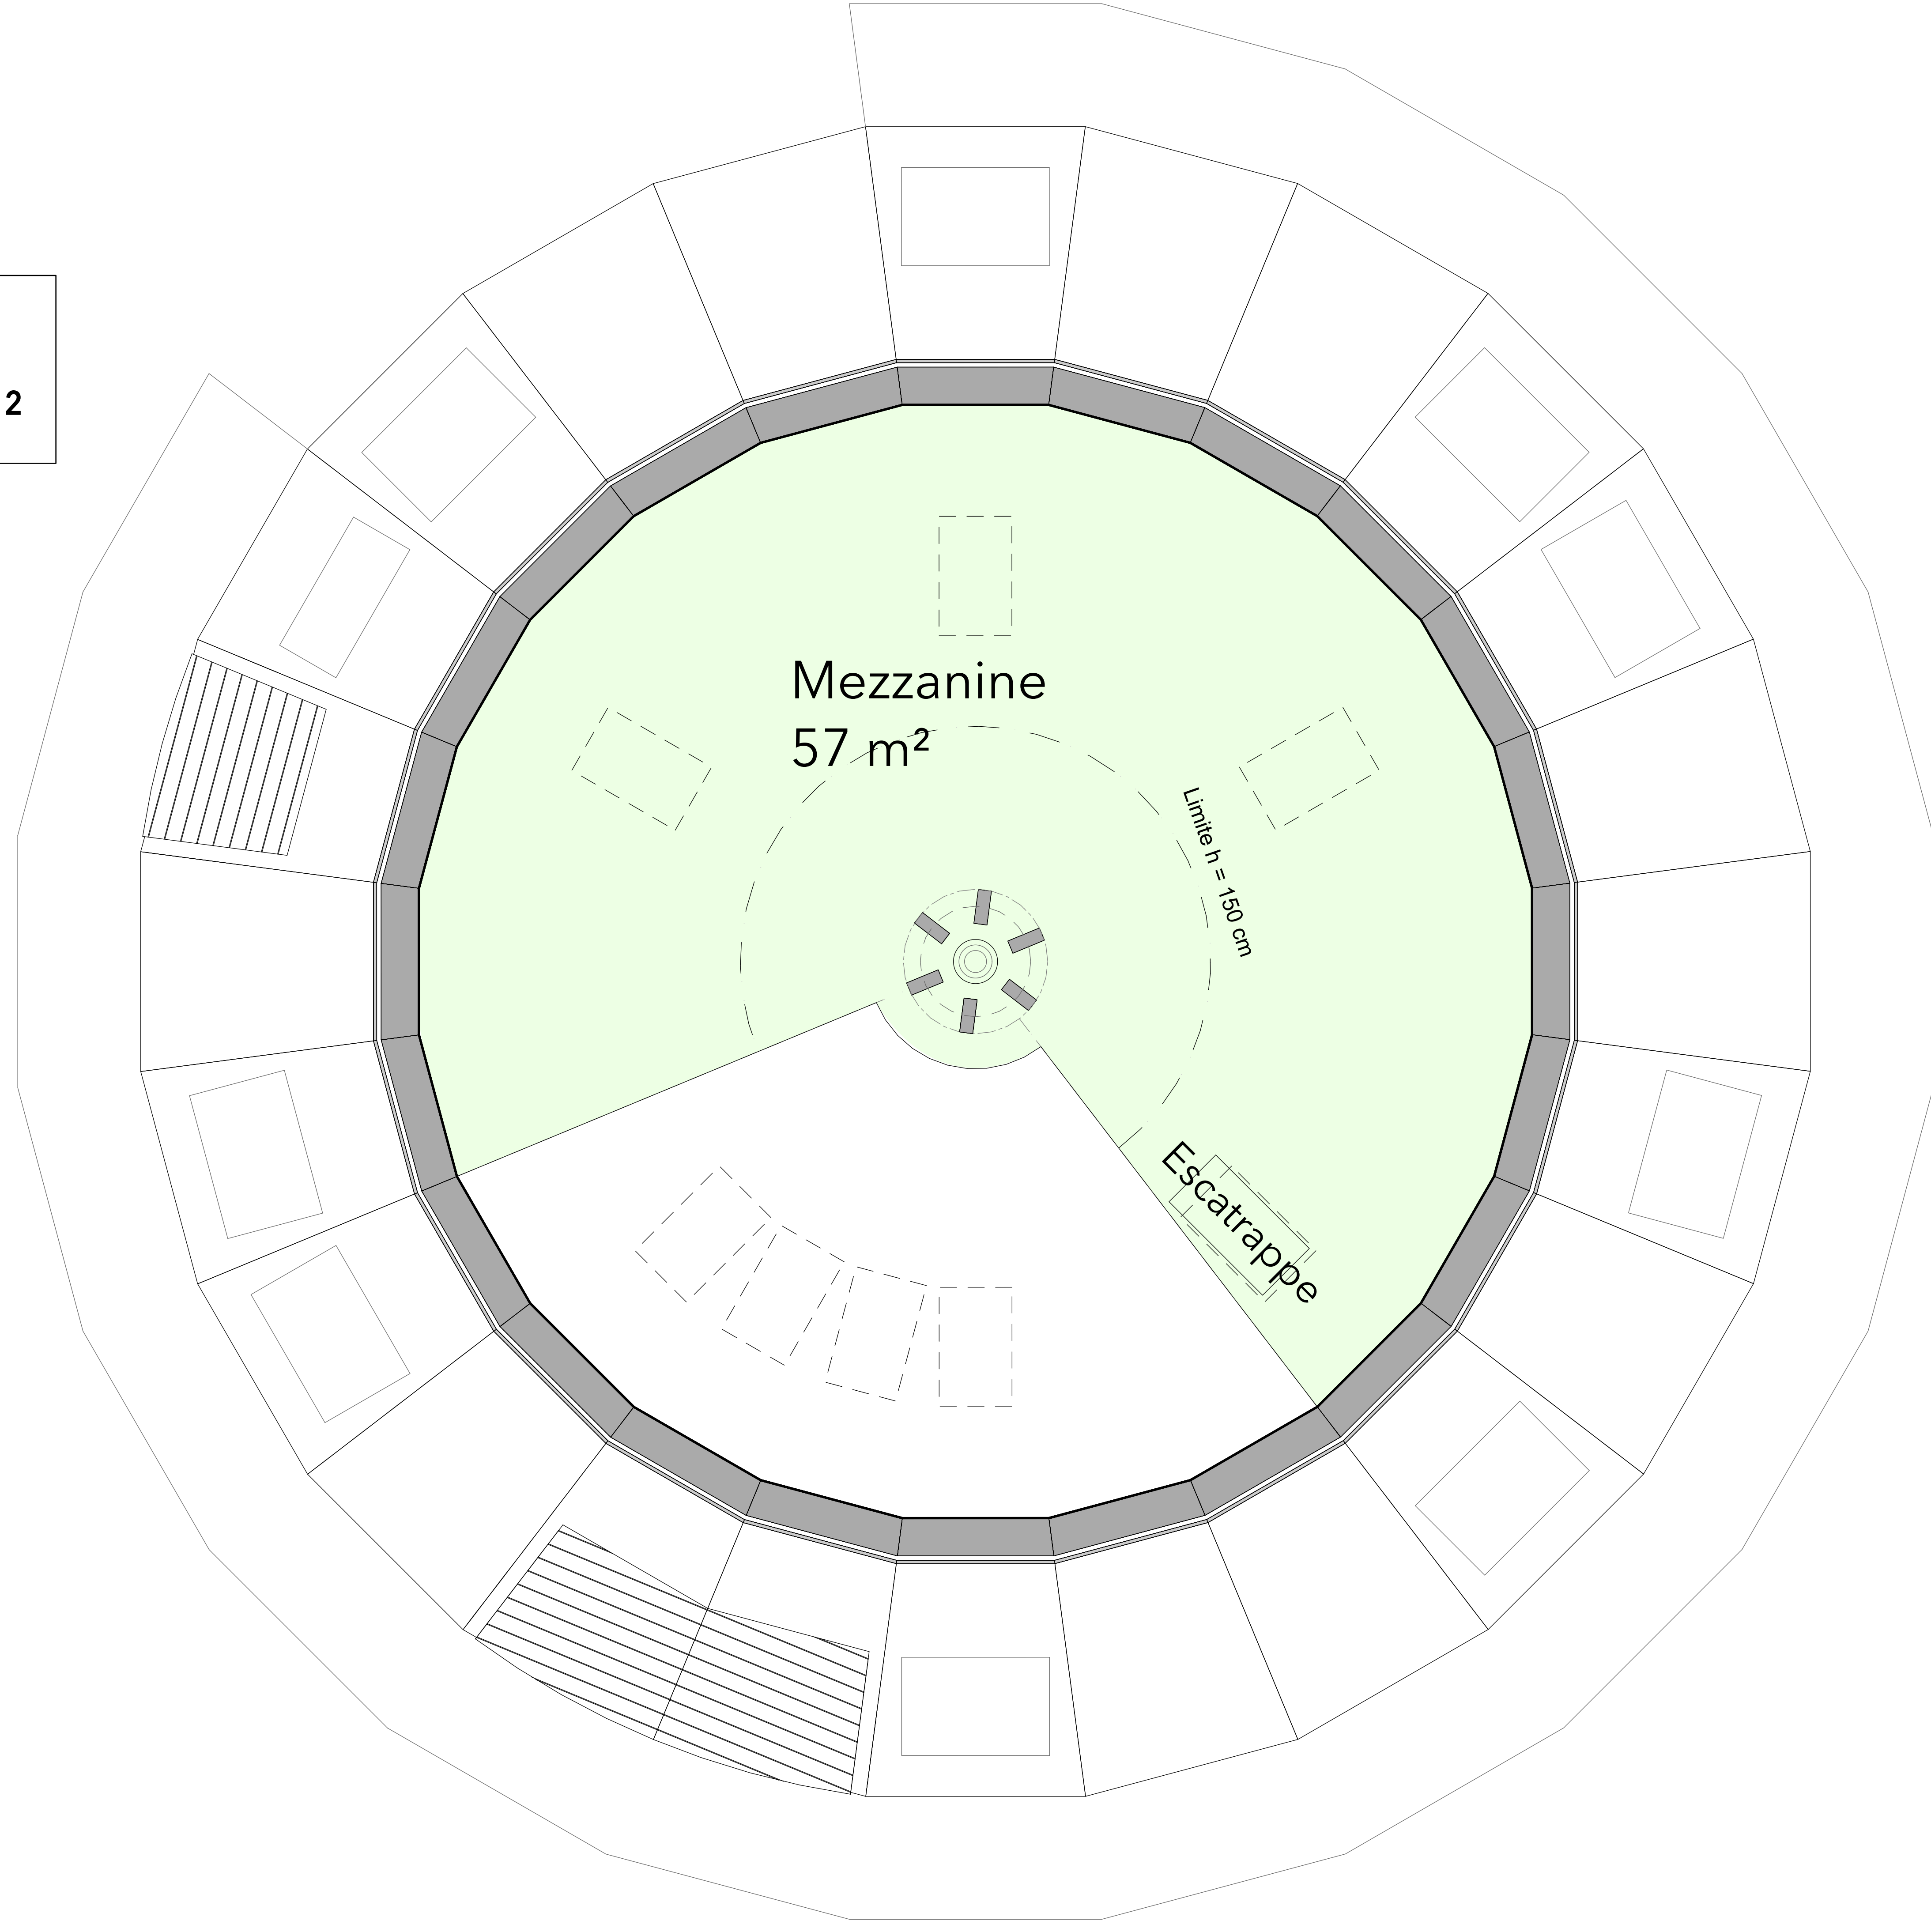 2
Mezzanine
57 m²
Limite h = 150 cm
Escatrappe